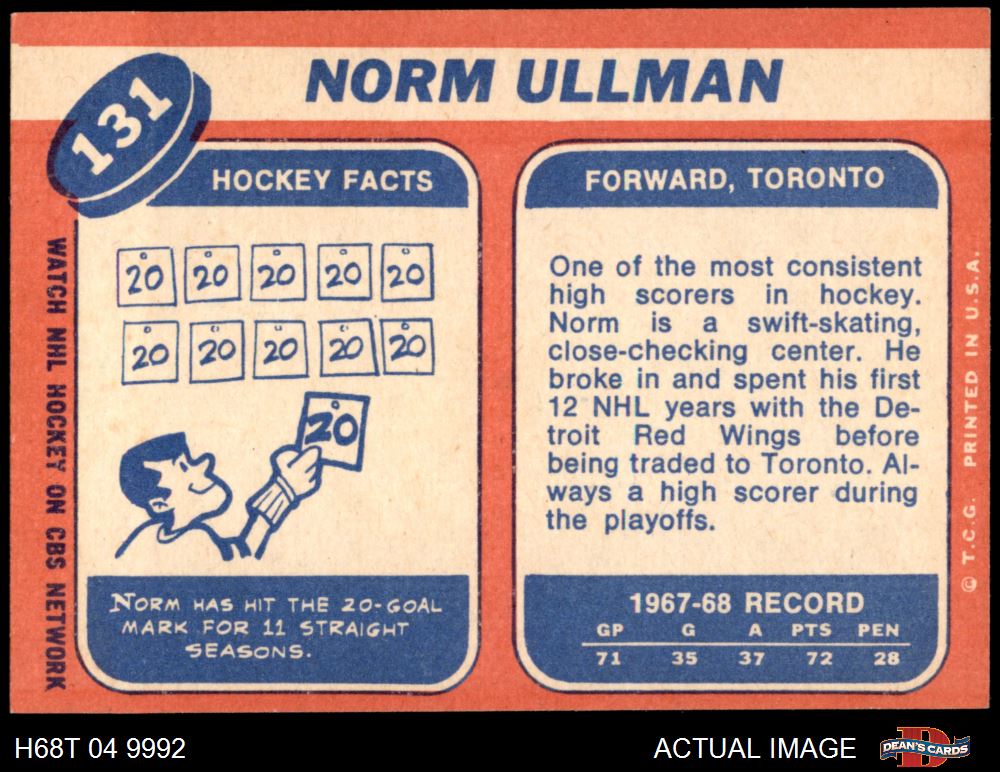 131
NORM ULLMAN
HOCKEY FACTS
20 20 20 20 20
20 20 20 20 20
20
NORM HAS HIT THE 20-GOAL
MARK FOR 11 STRAIGHT
SEASONS.
WATCH NHL HOCKEY ON CBS NETWORK
FORWARD, TORONTO
One of the most consistent
high scorers in hockey.
Norm is a swift-skating,
close-checking center. He
broke in and spent his first
12 NHL years with the De-
troit Red Wings before
being traded to Toronto. Al-
ways a high scorer during
the playoffs.
1967-68 RECORD
GP G A PTS PEN
71 35 37 72 28
© T.C.G. PRINTED IN U.S.A.
H68T 04 9992
ACTUAL IMAGE
D
DEAN'S CARDS